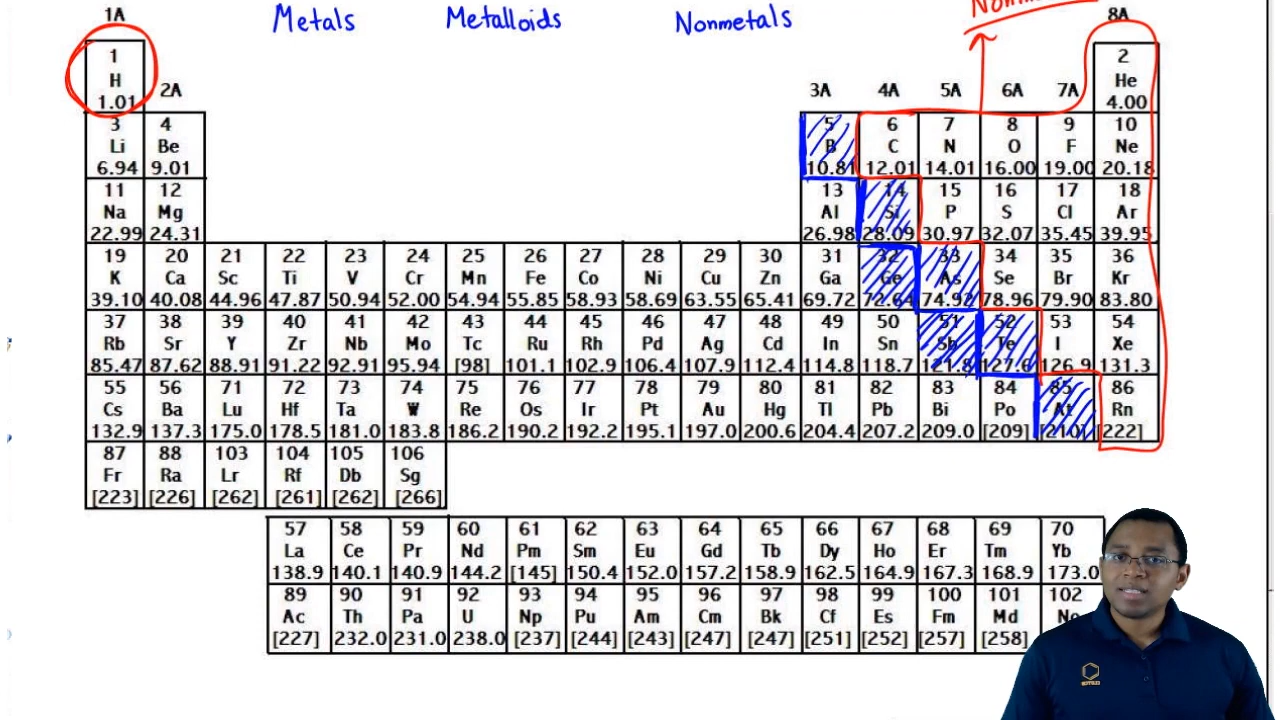 Metals Metalloids Nonmetals
1A 8A
1 2
H He
1.01 4.00
2A 3A 4A 5A 6A 7A
3 4 5 6 7 8 9 10
Li Be B C N O F Ne
6.94 9.01 10.81 12.01 14.01 16.00 19.00 20.18
11 12 13 14 15 16 17 18
Na Mg Al Si P S Cl Ar
22.99 24.31 26.98 28.09 30.97 32.07 35.45 39.95
19 20 21 22 23 24 25 26 27 28 29 30 31 32 33 34 35 36
K Ca Sc Ti V Cr Mn Fe Co Ni Cu Zn Ga Ge As Se Br Kr
39.10 40.08 44.96 47.87 50.94 52.00 54.94 55.85 58.93 58.69 63.55 65.41 69.72 72.64 74.92 78.96 79.90 83.80
37 38 39 40 41 42 43 44 45 46 47 48 49 50 51 52 53 54
Rb Sr Y Zr Nb Mo Tc Ru Rh Pd Ag Cd In Sn Sb Te I Xe
85.47 87.62 88.91 91.22 92.91 95.94 [98] 101.1 102.9 106.4 107.9 112.4 114.8 118.7 121.8 127.6 126.9 131.3
55 56 71 72 73 74 75 76 77 78 79 80 81 82 83 84 85 86
Cs Ba Lu Hf Ta W Re Os Ir Pt Au Hg Tl Pb Bi Po At Rn
132.9 137.3 175.0 178.5 181.0 183.8 186.2 190.2 192.2 195.1 197.0 200.6 204.4 207.2 209.0 [209] [210] [222]
87 88 103 104 105 106
Fr Ra Lr Rf Db Sg
[223] [226] [262] [261] [262] [266]
57 58 59 60 61 62 63 64 65 66 67 68 69 70
La Ce Pr Nd Pm Sm Eu Gd Tb Dy Ho Er Tm Yb
138.9 140.1 140.9 144.2 [145] 150.4 152.0 157.2 158.9 162.5 164.9 167.3 168.9 173.0
89 90 91 92 93 94 95 96 97 98 99 100 101 102
Ac Th Pa U Np Pu Am Cm Bk Cf Es Fm Md No
[227] 232.0 231.0 238.0 [237] [244] [243] [247] [247] [251] [252] [257] [258]